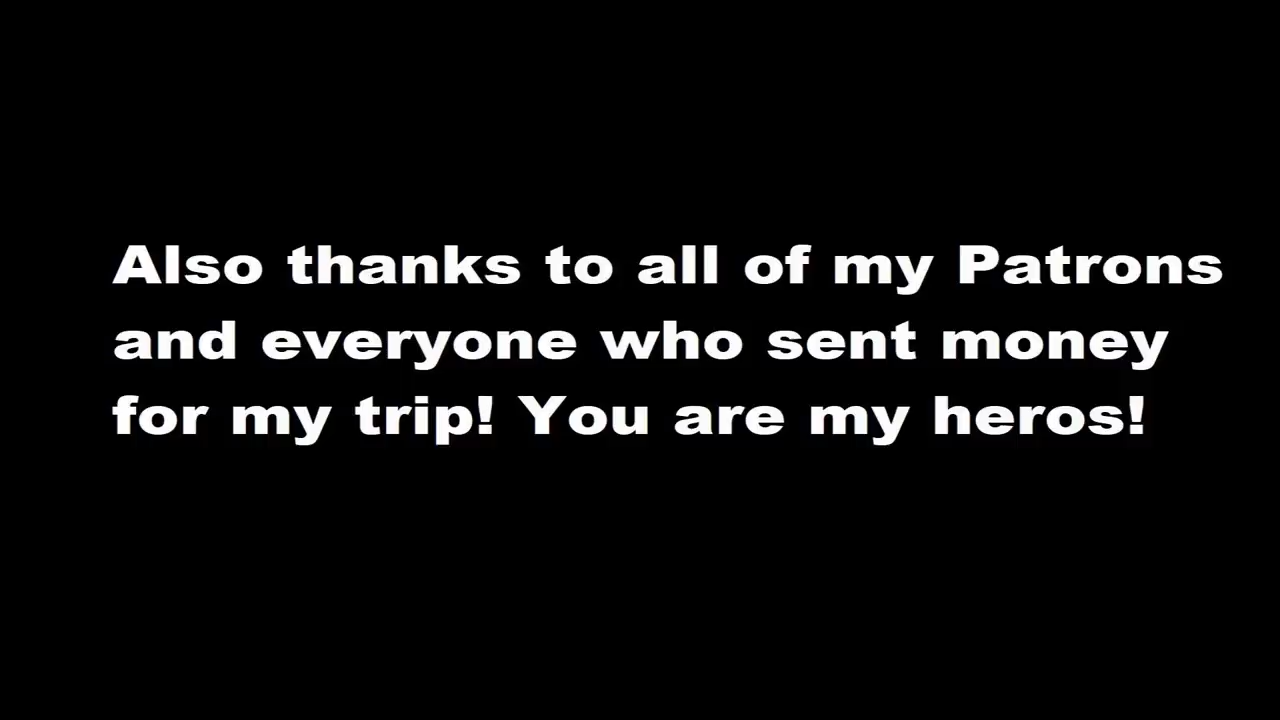 Also thanks to all of my Patrons
and everyone who sent money
for my trip! You are my heros!